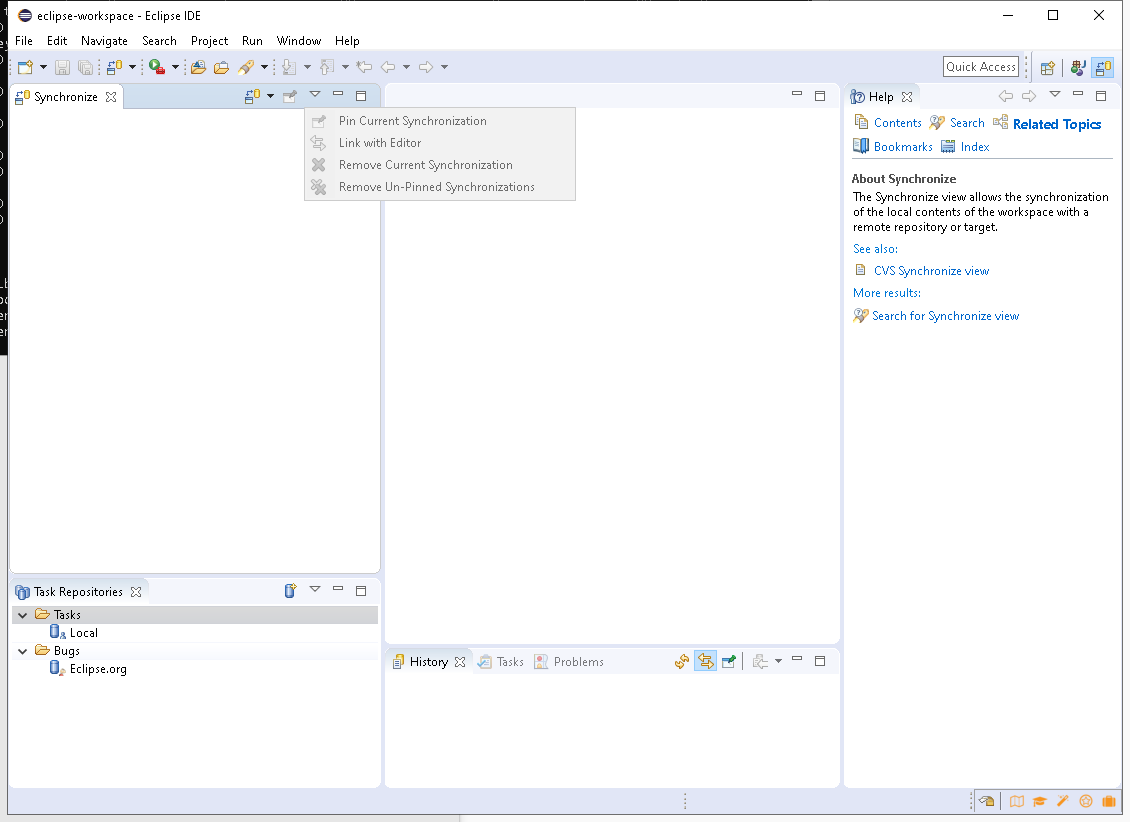 eclipse-workspace - Eclipse IDE
File Edit Navigate Search Project Run Window Help
Quick Access
Synchronize
Pin Current Synchronization
Link with Editor
Remove Current Synchronization
Remove Un-Pinned Synchronizations
Help
Contents Search Related Topics
Bookmarks Index
About Synchronize
The Synchronize view allows the synchronization
of the local contents of the workspace with a
remote repository or target.
See also:
CVS Synchronize view
More results:
Search for Synchronize view
Task Repositories
Tasks
Local
Bugs
Eclipse.org
History Tasks Problems